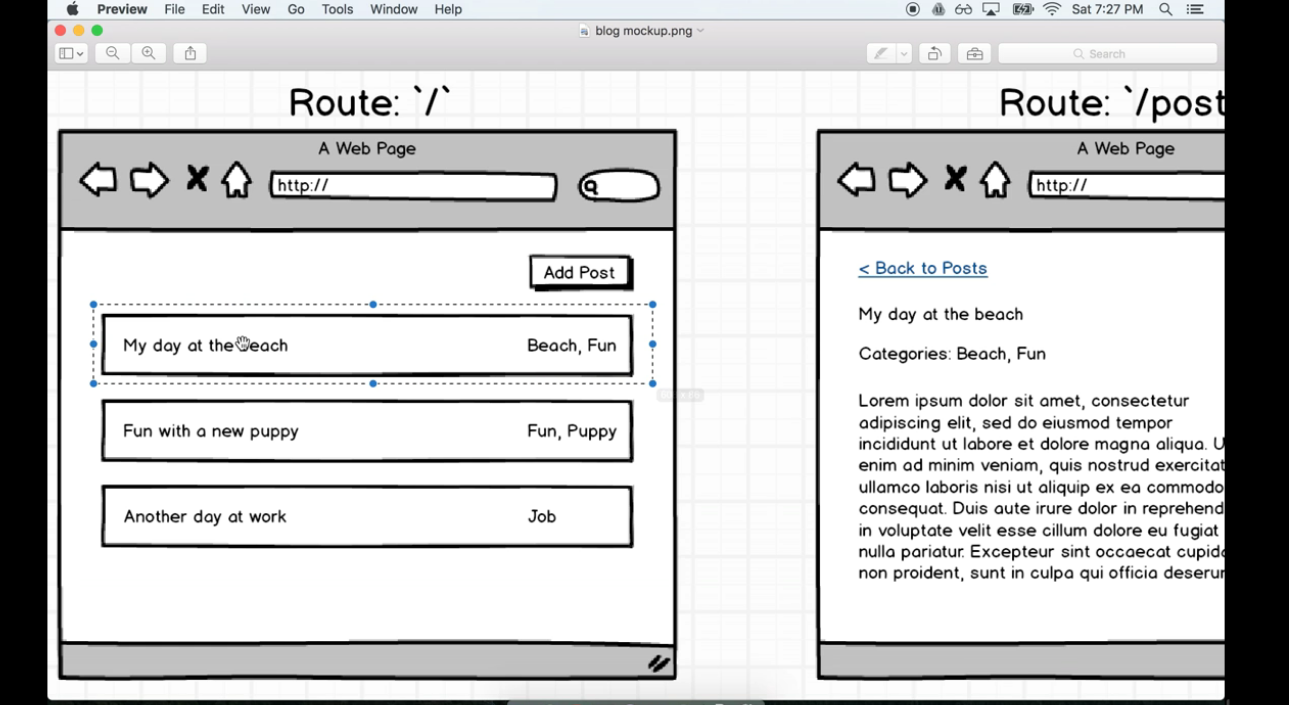 Preview File Edit View Go Tools Window Help Sat 7:27 PM
blog mockup.png
Search
Route: `/`
A Web Page
http://
Add Post
My day at the beach Beach, Fun
Fun with a new puppy Fun, Puppy
Another day at work Job
Route: `/post
A Web Page
http://
< Back to Posts
My day at the beach
Categories: Beach, Fun
Lorem ipsum dolor sit amet, consectetur
adipiscing elit, sed do eiusmod tempor
incididunt ut labore et dolore magna aliqua. U
enim ad minim veniam, quis nostrud exercitat
ullamco laboris nisi ut aliquip ex ea commodo
consequat. Duis aute irure dolor in reprehend
in voluptate velit esse cillum dolore eu fugiat
nulla pariatur. Excepteur sint occaecat cupida
non proident, sunt in culpa qui officia deserun